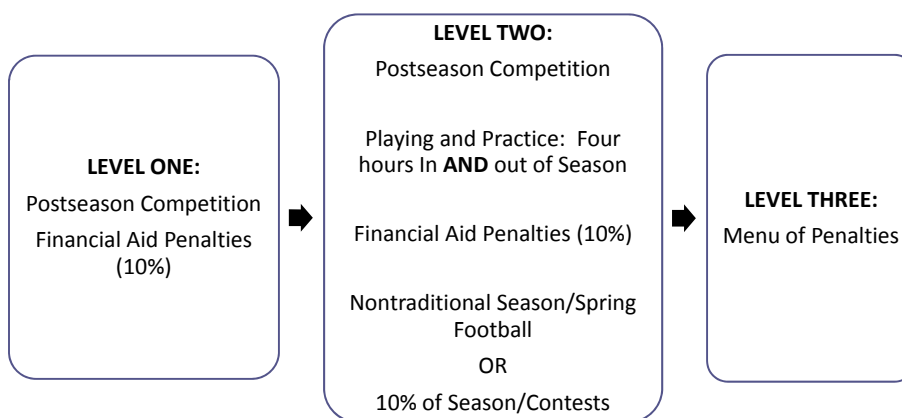 LEVEL ONE:
Postseason Competition
Financial Aid Penalties
(10%)
LEVEL TWO:
Postseason Competition
Playing and Practice: Four
hours In AND out of Season
Financial Aid Penalties (10%)
Nontraditional Season/Spring
Football
OR
10% of Season/Contests
LEVEL THREE:
Menu of Penalties